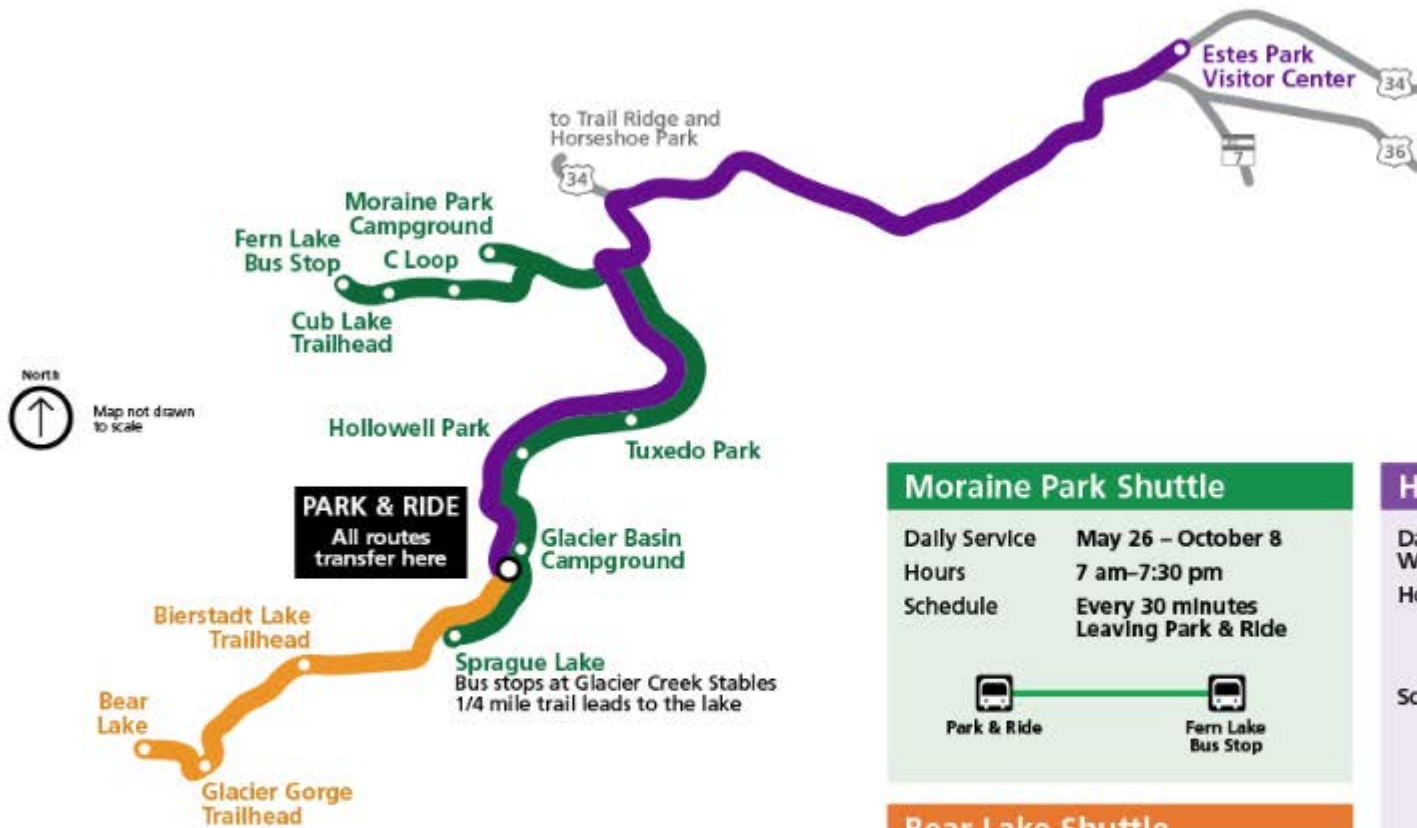 Estes Park
Visitor Center
34
36
7
to Trail Ridge and
Horseshoe Park
34
Moraine Park
Campground
Fern Lake
Bus Stop
C Loop
Cub Lake
Trailhead
North
Map not drawn
to scale
Hollowell Park
Tuxedo Park
PARK & RIDE
All routes
transfer here
Glacier Basin
Campground
Bierstadt Lake
Trailhead
Sprague Lake
Bus stops at Glacier Creek Stables
1/4 mile trail leads to the lake
Bear
Lake
Glacier Gorge
Trailhead
Moraine Park Shuttle
Daily Service May 26 – October 8
Hours 7 am–7:30 pm
Schedule Every 30 minutes
Leaving Park & Ride
Park & Ride
Fern Lake
Bus Stop
Bear Lake Shuttle